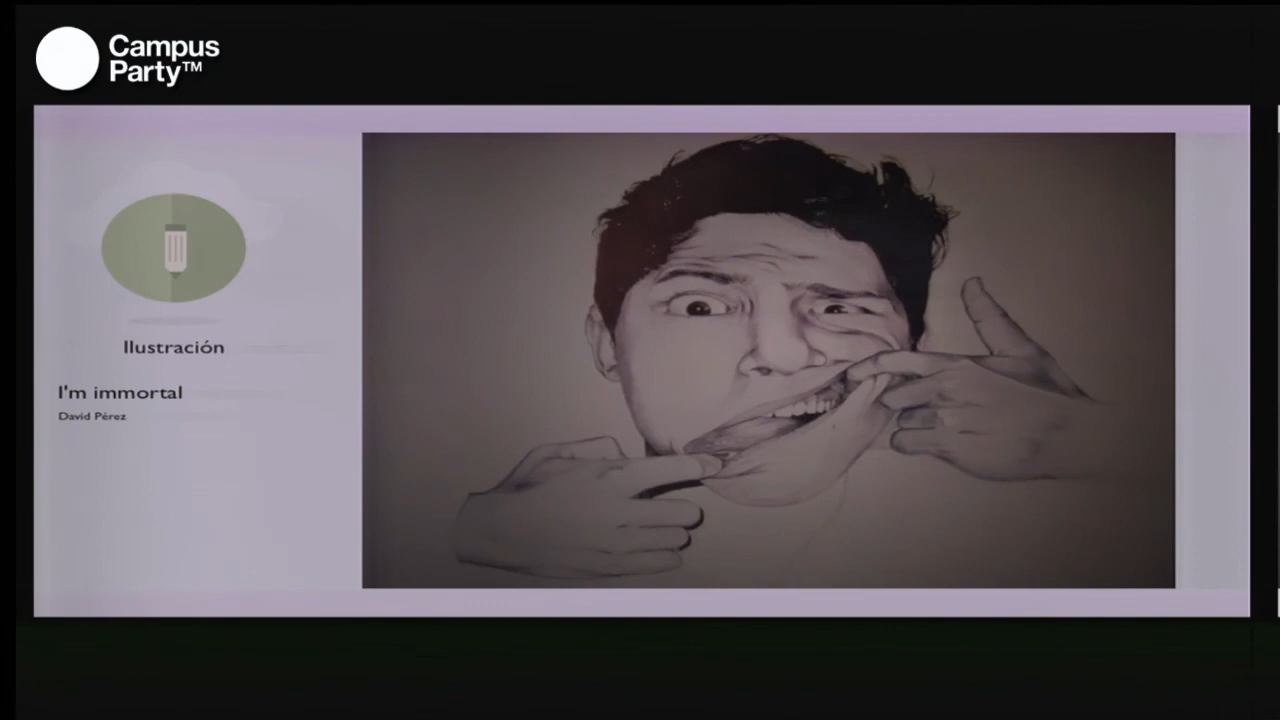 Campus
Party™
Ilustración
I'm immortal
David Pérez